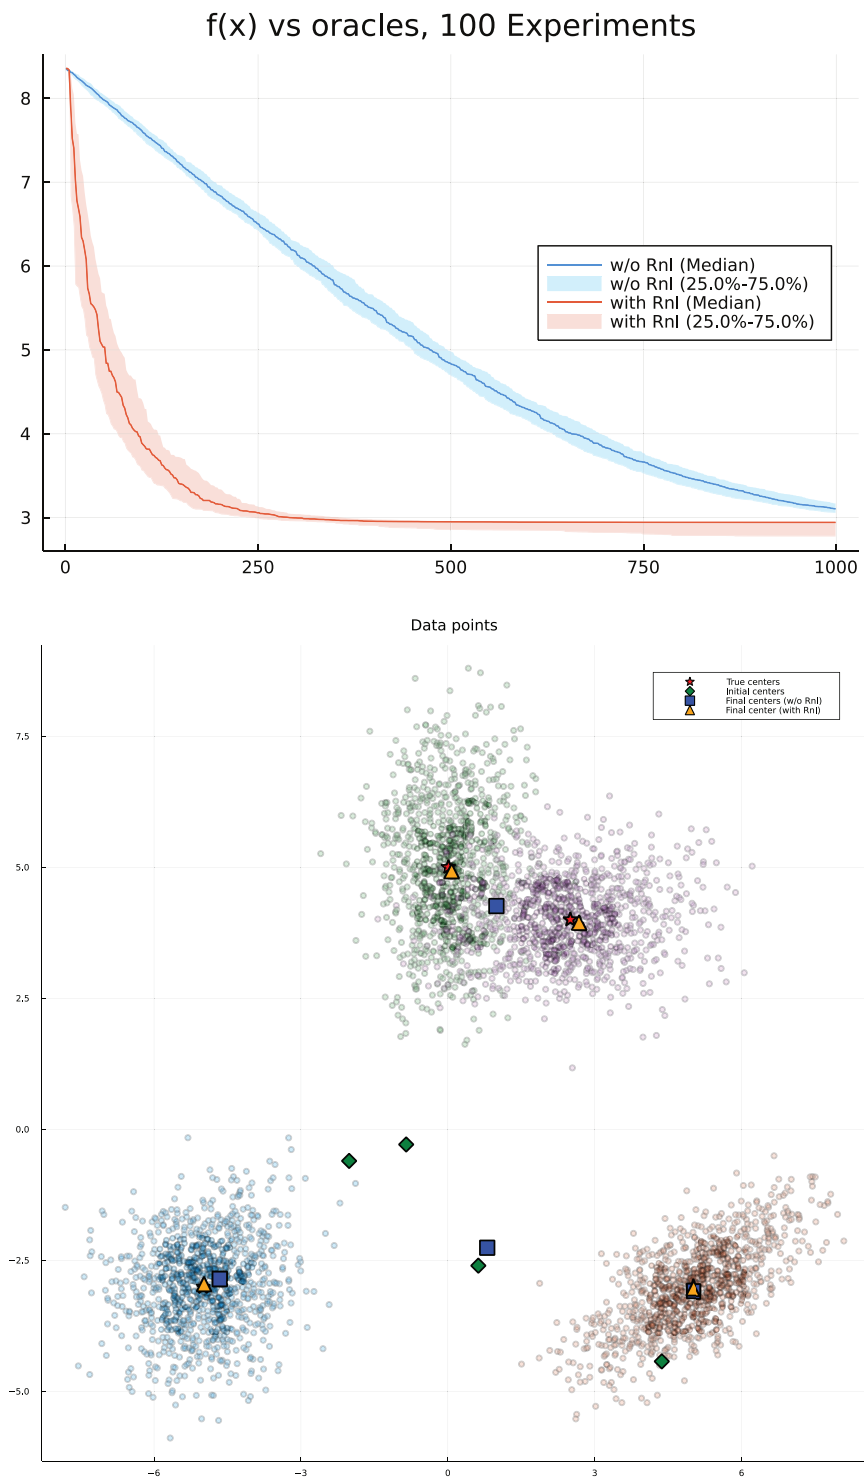 f(x) vs oracles, 100 Experiments
8
7
6
5
4
3
w/o RnI (Median)
w/o RnI (25.0%-75.0%)
with RnI (Median)
with RnI (25.0%-75.0%)
0 250 500 750 1000
Data points
True centers
Initial centers
Final centers (w/o RnI)
Final center (with RnI)
7.5
5.0
2.5
0.0
−2.5
−5.0
−6 −3 0 3 6